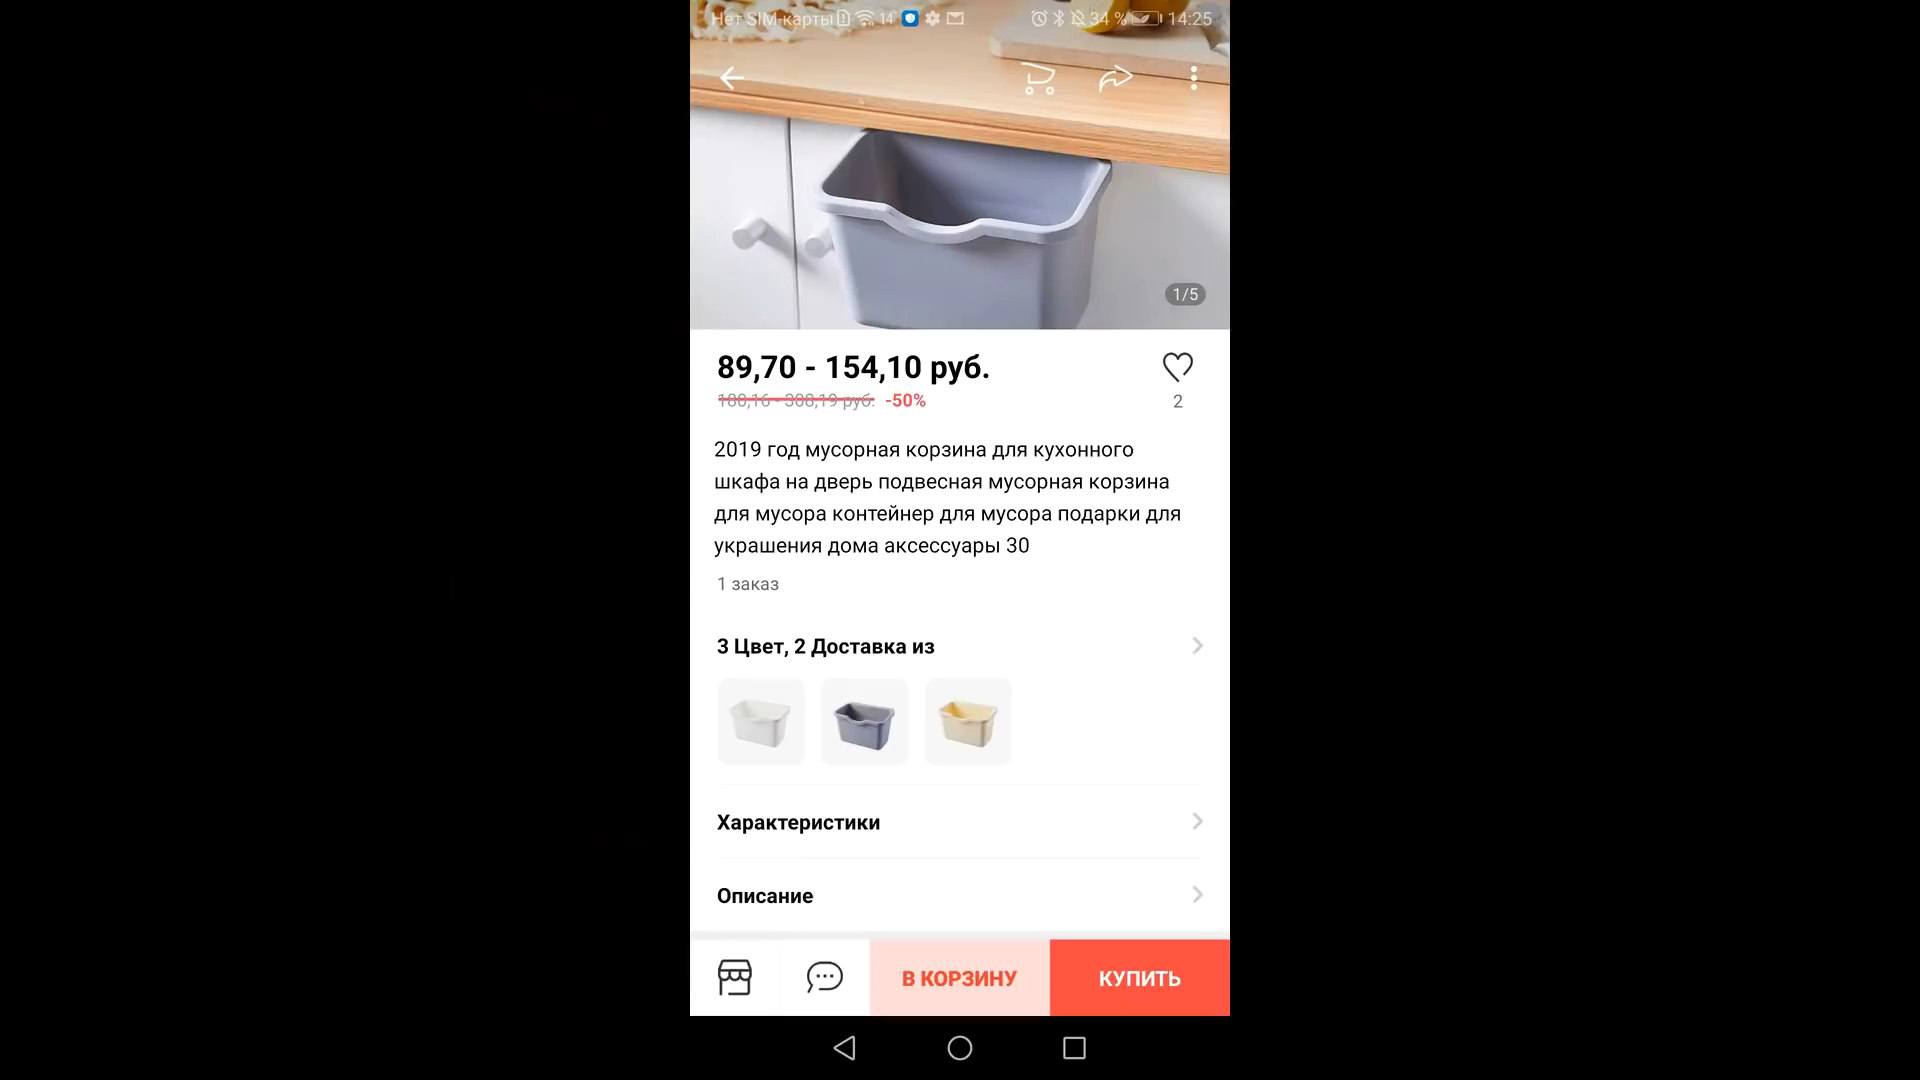 Нет SIM-карты 14 34 % 14:25
1/5
89,70 - 154,10 руб.
180,16 - 308,19 руб. -50%
2
2019 год мусорная корзина для кухонного
шкафа на дверь подвесная мусорная корзина
для мусора контейнер для мусора подарки для
украшения дома аксессуары 30
1 заказ
3 Цвет, 2 Доставка из
Характеристики
Описание
В КОРЗИНУ
КУПИТЬ